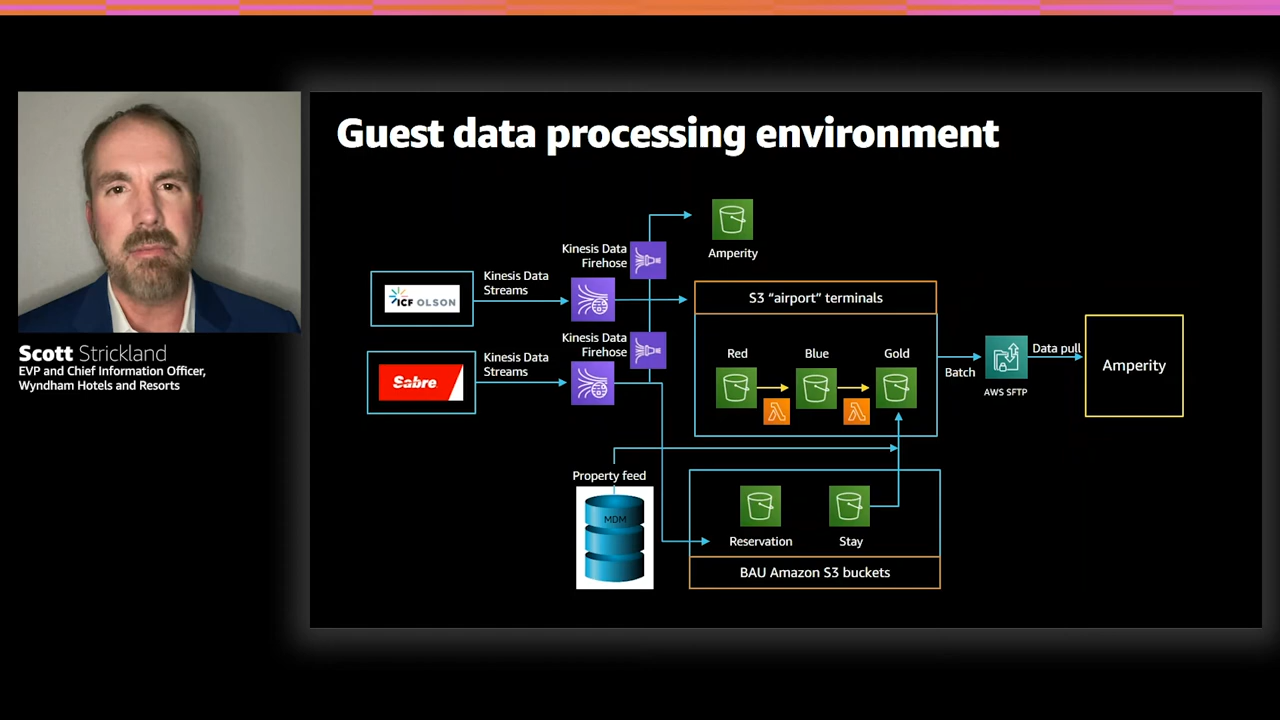 Guest data processing environment
Scott Strickland
EVP and Chief Information Officer,
Wyndham Hotels and Resorts
ICF OLSON
Kinesis Data
Streams
Kinesis Data
Firehose
Amperity
Sabre
Kinesis Data
Streams
Kinesis Data
Firehose
S3 “airport” terminals
Red
Blue
Gold
Batch
AWS SFTP
Data pull
Amperity
Property feed
MDM
Reservation
Stay
BAU Amazon S3 buckets